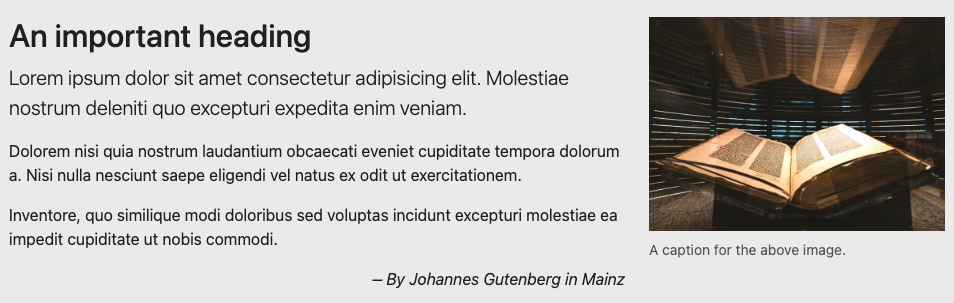 An important heading
Lorem ipsum dolor sit amet consectetur adipisicing elit. Molestiae
nostrum deleniti quo excepturi expedita enim veniam.
Dolorem nisi quia nostrum laudantium obcaecati eveniet cupiditate tempora dolorum
a. Nisi nulla nesciunt saepe eligendi vel natus ex odit ut exercitationem.
Inventore, quo similique modi doloribus sed voluptas incidunt excepturi molestiae ea
impedit cupiditate ut nobis commodi.
— By Johannes Gutenberg in Mainz
A caption for the above image.